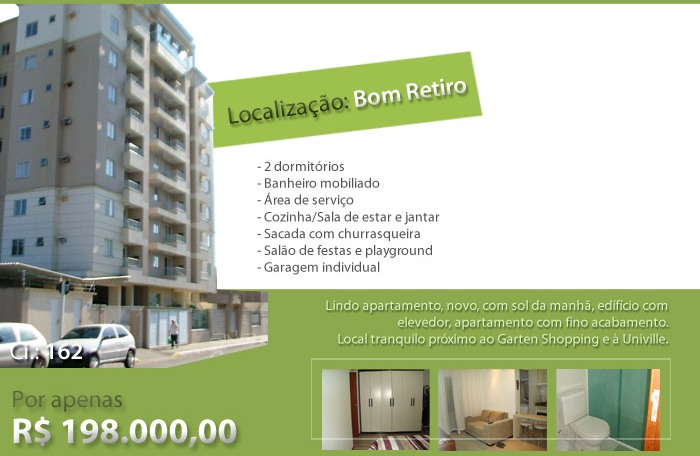 Localização: Bom Retiro
- 2 dormitórios
- Banheiro mobiliado
- Área de serviço
- Cozinha/Sala de estar e jantar
- Sacada com churrasqueira
- Salão de festas e playground
- Garagem individual
Lindo apartamento, novo, com sol da manhã, edifício com
elevedor, apartamento com fino acabamento.
Local tranquilo próximo ao Garten Shopping e à Univille.
CI.: 162
Por apenas
R$ 198.000,00